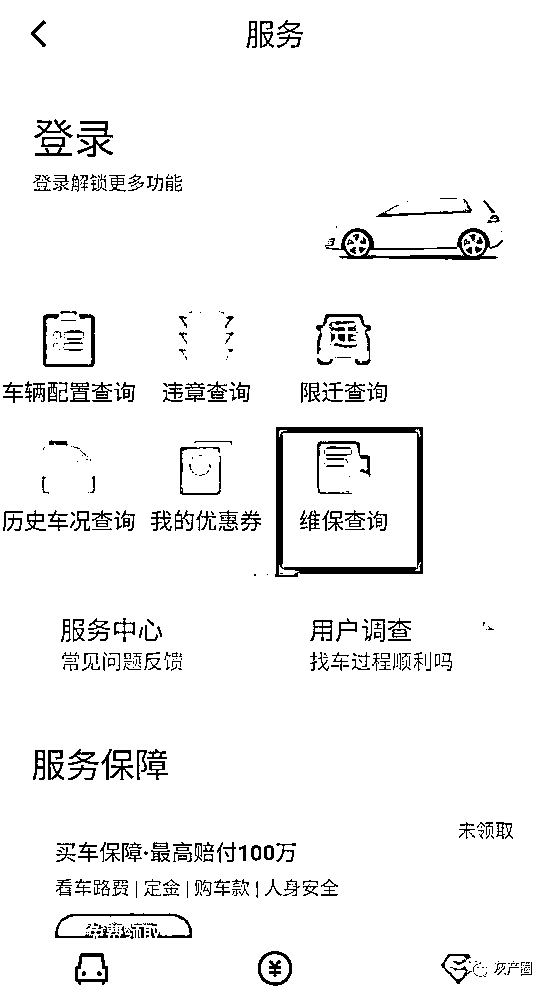 服务
登录
登录解锁更多功能
车辆配置查询 违章查询 限迁查询
历史车况查询 我的优惠券 维保查询
服务中心 用户调查
常见问题反馈 找车过程顺利吗
服务保障
未领取
买车保障·最高赔付100万
看车路费 | 定金 | 购车款 | 人身安全
免费领取
灰产圈